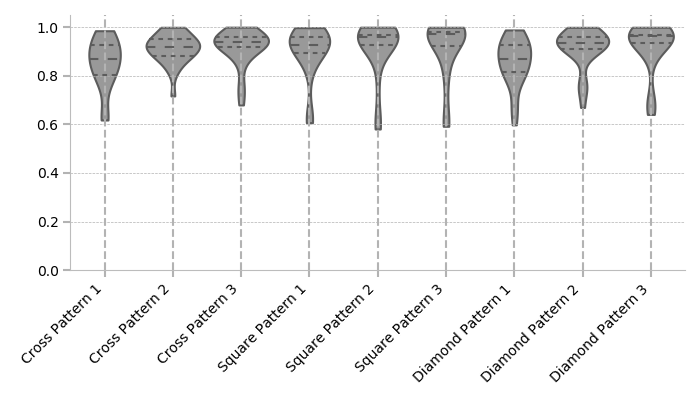 1.0
0.8
0.6
0.4
0.2
0.0
Cross Pattern 1
Cross Pattern 2
Cross Pattern 3
Square Pattern 1
Square Pattern 2
Square Pattern 3
Diamond Pattern 1
Diamond Pattern 2
Diamond Pattern 3